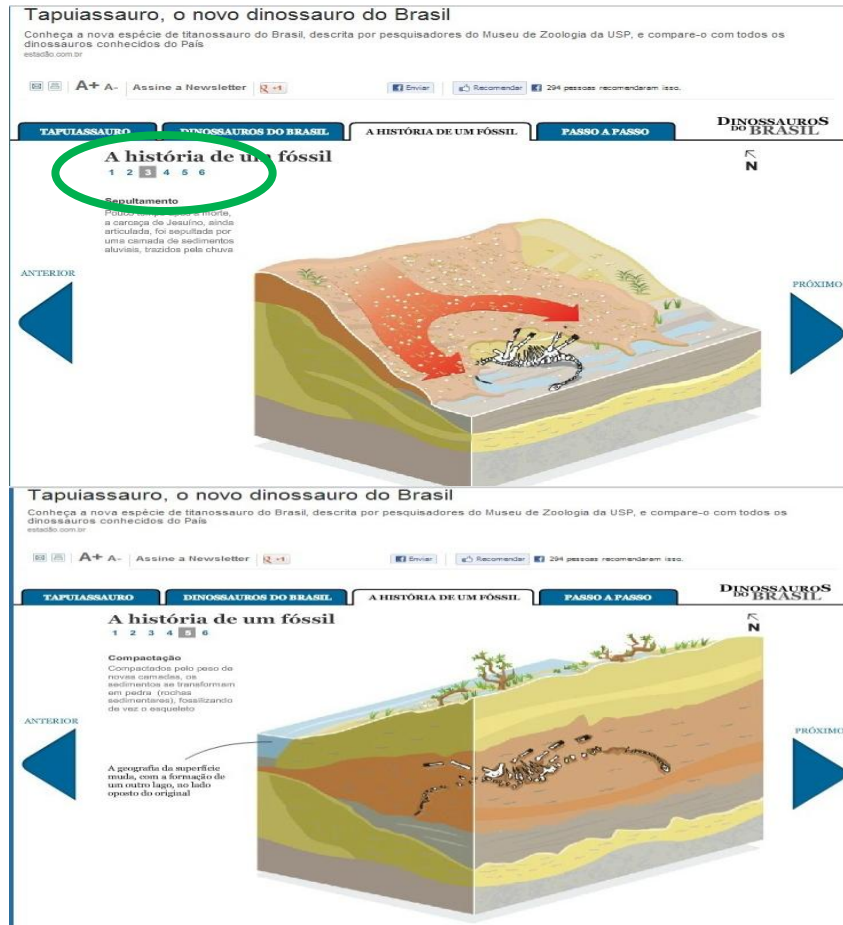 Tapuiassauro, o novo dinossauro do Brasil
Conheça a nova espécie de titanossauro do Brasil, descrita por pesquisadores do Museu de Zoologia da USP, e compare-o com todos os
dinossauros conhecidos do País
estadão.com.br
A+ A- Assine a Newsletter +1 Enviar Recomendar 294 pessoas recomendaram isso.
TAPUIASSAURO DINOSSAUROS DO BRASIL A HISTÓRIA DE UM FÓSSIL PASSO A PASSO DINOSSAUROS
DO BRASIL
A história de um fóssil
1 2 3 4 5 6
N
Sepultamento
Pouco tempo após a morte,
a carcaça de Jesuíno, ainda
articulada, foi sepultada por
uma camada de sedimentos
aluviais, trazidos pela chuva
ANTERIOR
PRÓXIMO
Tapuiassauro, o novo dinossauro do Brasil
Conheça a nova espécie de titanossauro do Brasil, descrita por pesquisadores do Museu de Zoologia da USP, e compare-o com todos os
dinossauros conhecidos do País
estadão.com.br
A+ A- Assine a Newsletter +1 Enviar Recomendar 294 pessoas recomendaram isso.
TAPUIASSAURO DINOSSAUROS DO BRASIL A HISTÓRIA DE UM FÓSSIL PASSO A PASSO DINOSSAUROS
DO BRASIL
A história de um fóssil
1 2 3 4 5 6
N
Compactação
Compactados pelo peso de
novas camadas, os
sedimentos se transformam
em pedra (rochas
sedimentares), fossilizando
de vez o esqueleto
ANTERIOR
PRÓXIMO
A geografia da superfície
muda, com a formação de
um outro lago, no lado
oposto do original